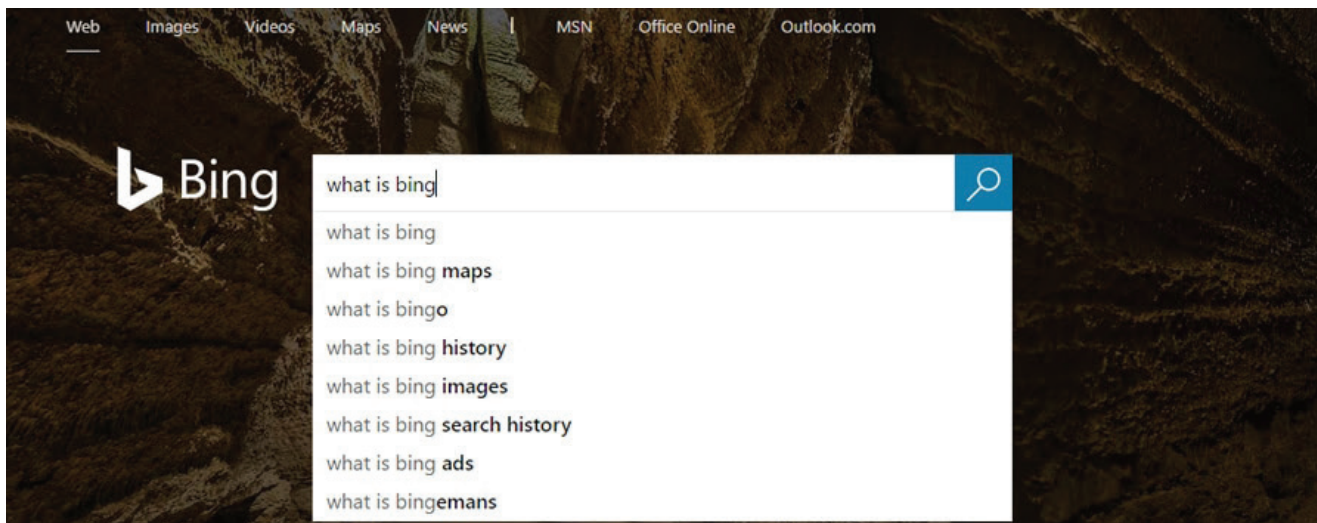 Web Images Videos Maps News | MSN Office Online Outlook.com
Bing what is bing
what is bing
what is bing maps
what is bingo
what is bing history
what is bing images
what is bing search history
what is bing ads
what is bingemans